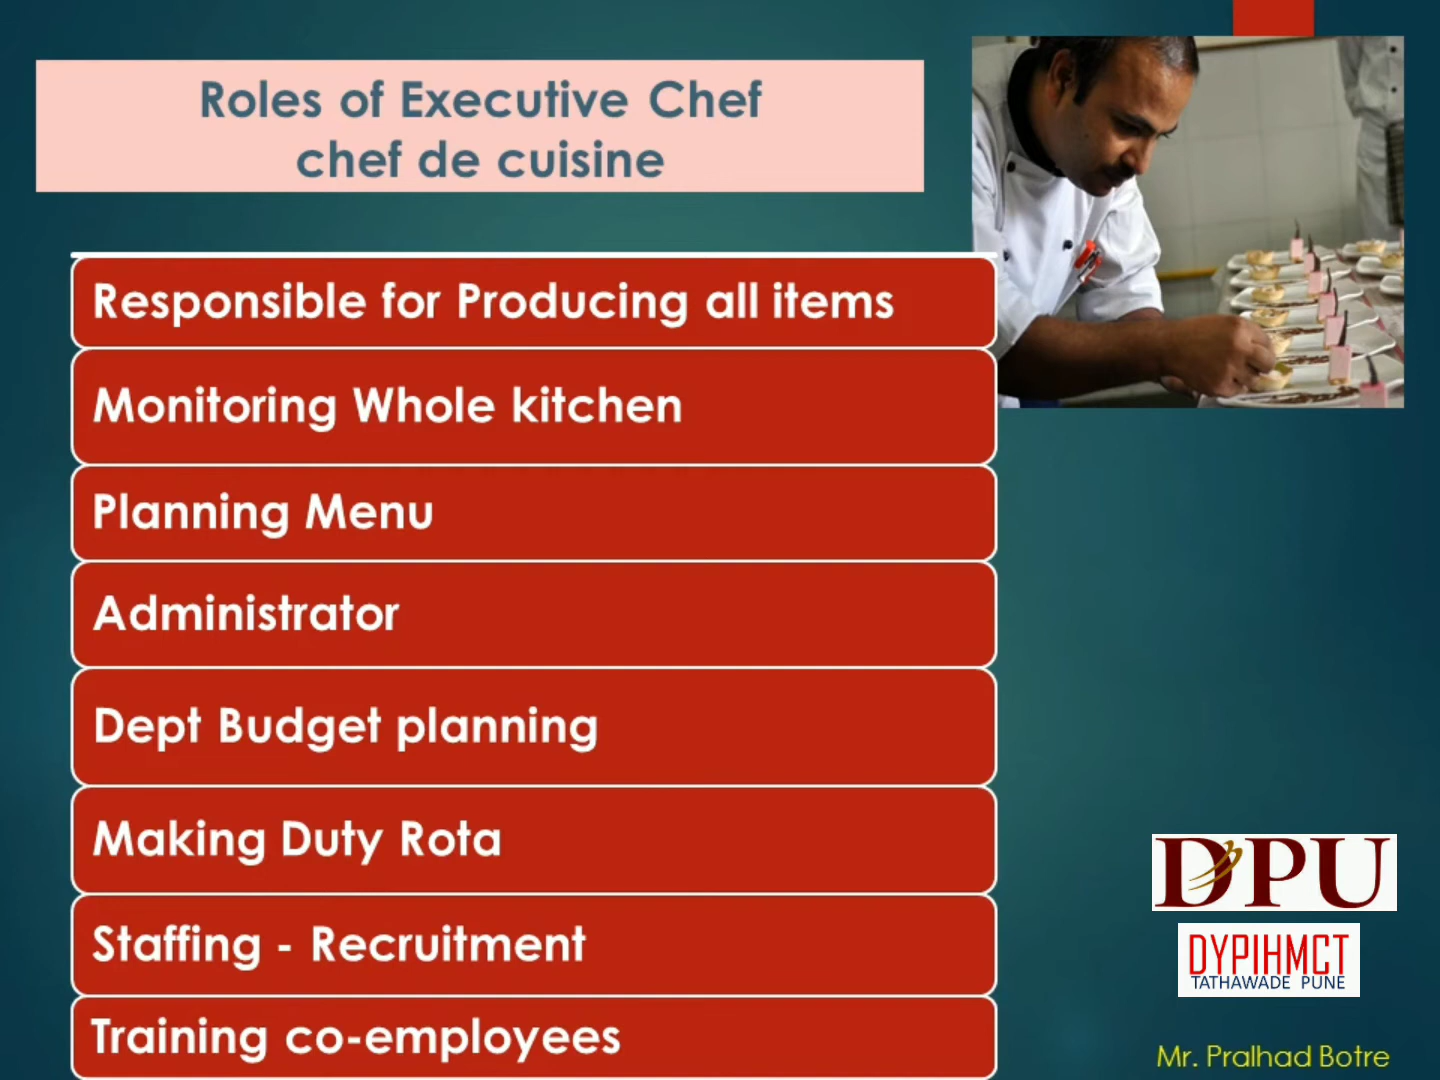 Roles of Executive Chef
chef de cuisine
Responsible for Producing all items
Monitoring Whole kitchen
Planning Menu
Administrator
Dept Budget planning
Making Duty Rota
Staffing - Recruitment
Training co-employees
DPU
DYPIHMCT
TATHAWADE PUNE
Mr. Pralhad Botre